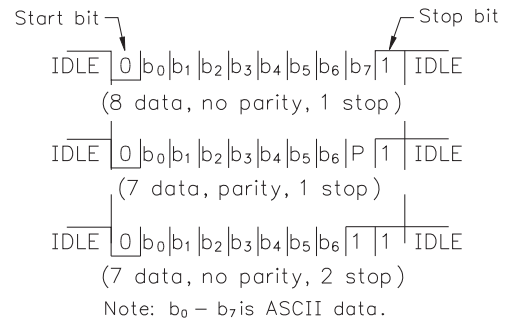 Start bit Stop bit
IDLE 0 b₀ b₁ b₂ b₃ b₄ b₅ b₆ b₇ 1 IDLE
(8 data, no parity, 1 stop)
IDLE 0 b₀ b₁ b₂ b₃ b₄ b₅ b₆ P 1 IDLE
(7 data, parity, 1 stop)
IDLE 0 b₀ b₁ b₂ b₃ b₄ b₅ b₆ 1 1 IDLE
(7 data, no parity, 2 stop)
Note: b₀ – b₇ is ASCII data.